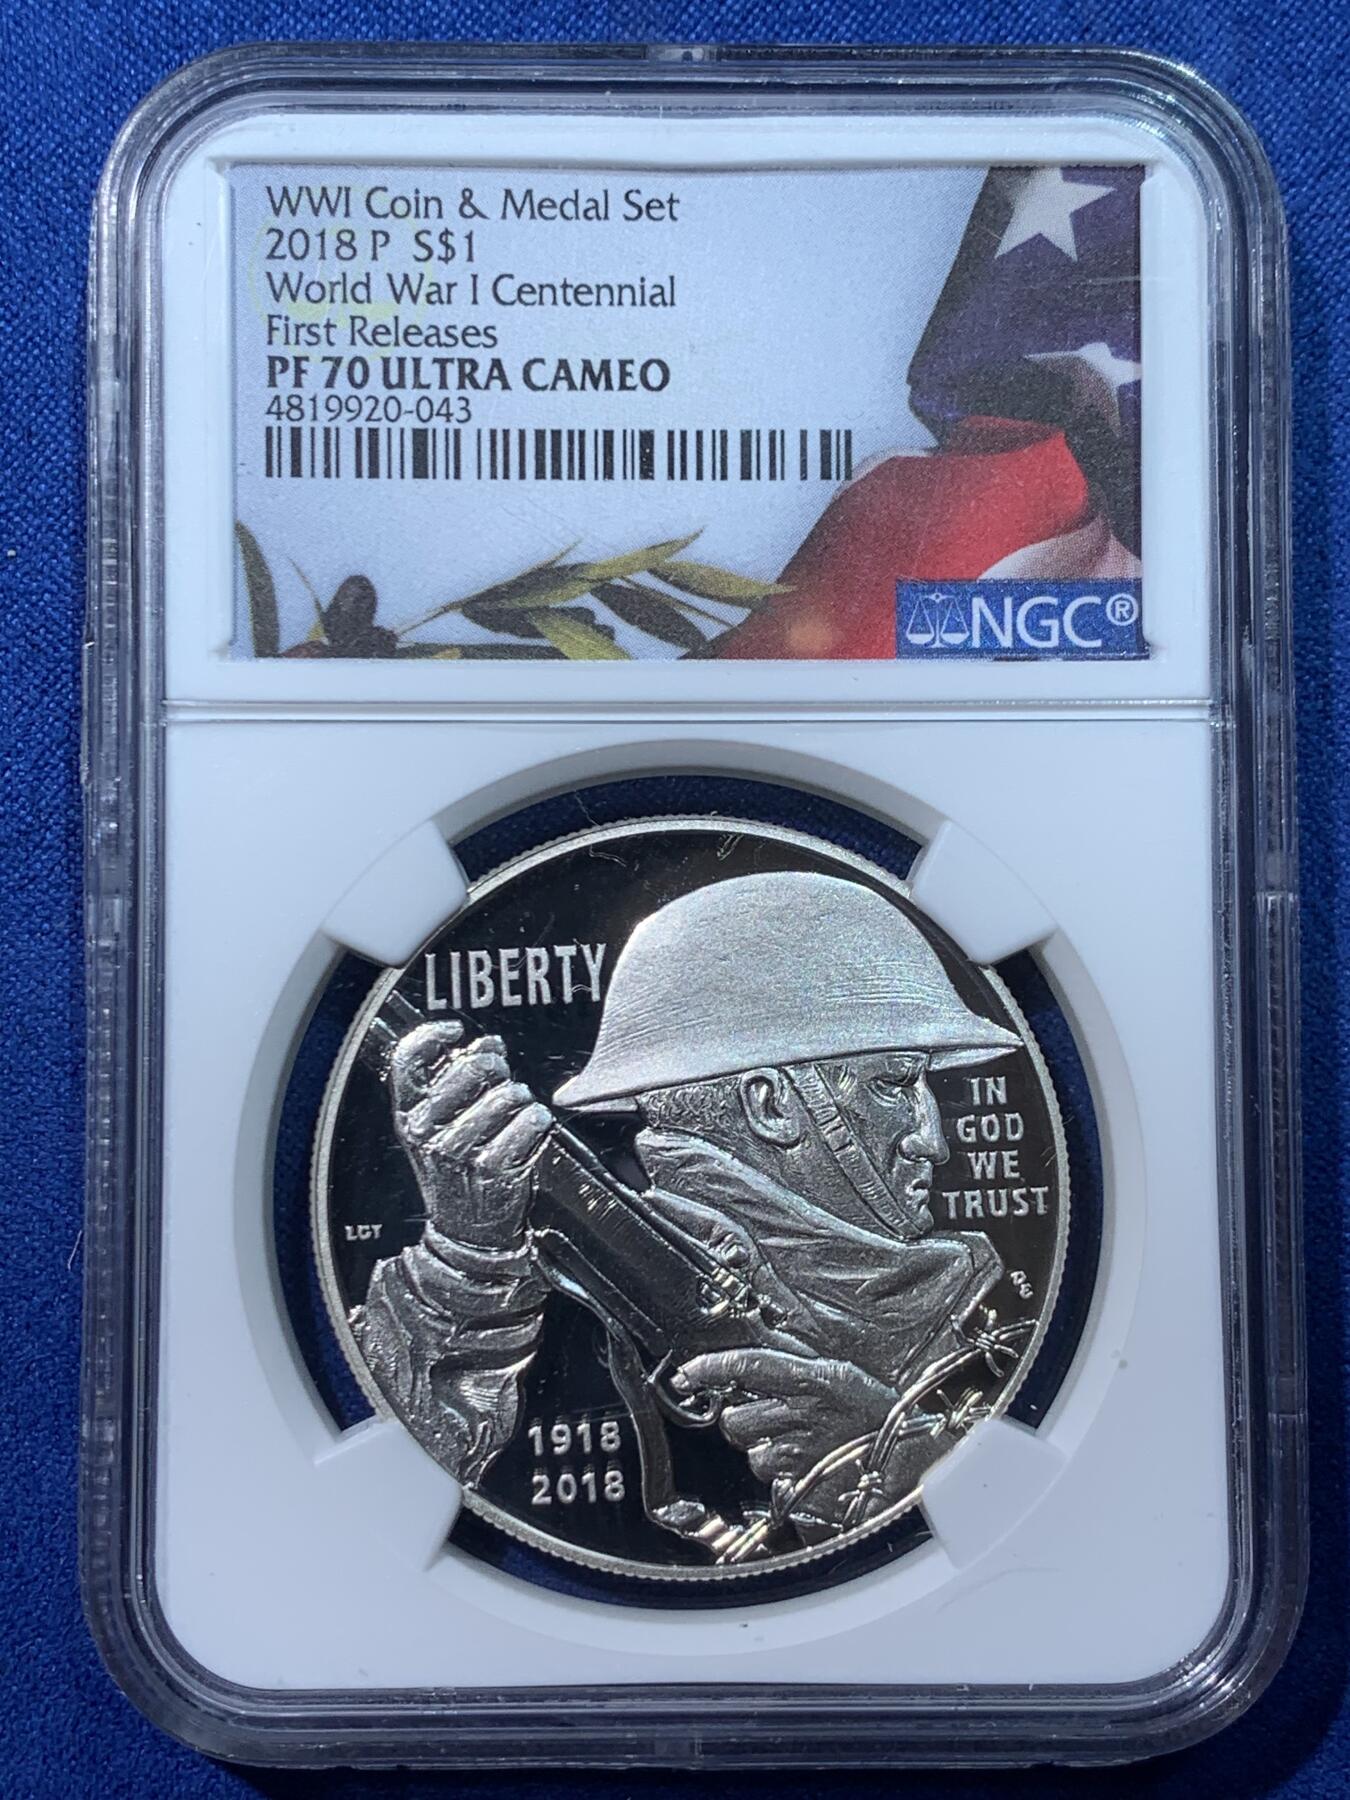 WWI Coin & Medal Set
2018 P S$1
World War I Centennial
First Releases
PF 70 ULTRA CAMEO
4819920-043
NGC®
LIBERTY
IN
GOD
WE
TRUST
LGT
1918
2018